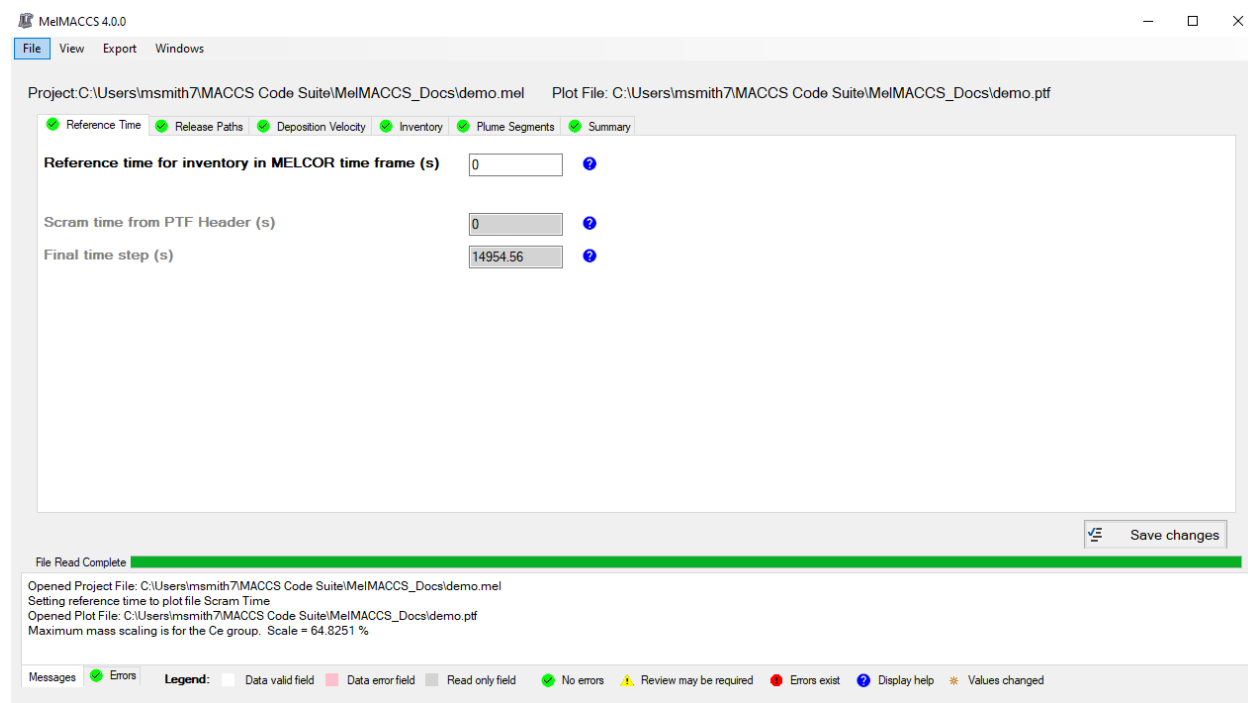 MelMACCS 4.0.0
File View Export Windows
Project:C:\Users\msmith7\MACCS Code Suite\MelMACCS_Docs\demo.mel Plot File: C:\Users\msmith7\MACCS Code Suite\MelMACCS_Docs\demo.ptf
Reference Time Release Paths Deposition Velocity Inventory Plume Segments Summary
Reference time for inventory in MELCOR time frame (s) 0
Scram time from PTF Header (s) 0
Final time step (s) 14954.56
Save changes
File Read Complete
Opened Project File: C:\Users\msmith7\MACCS Code Suite\MelMACCS_Docs\demo.mel
Setting reference time to plot file Scram Time
Opened Plot File: C:\Users\msmith7\MACCS Code Suite\MelMACCS_Docs\demo.ptf
Maximum mass scaling is for the Ce group. Scale = 64.8251 %
Messages Errors Legend: Data valid field Data error field Read only field No errors Review may be required Errors exist Display help Values changed